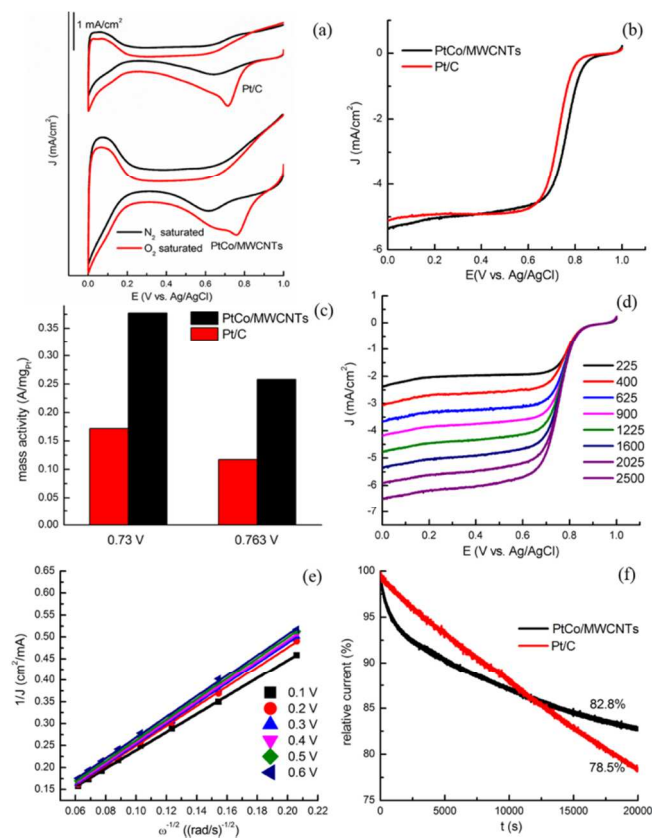 1 mA/cm²
(a)
Pt/C
J (mA/cm²)
N₂ saturated
O₂ saturated
PtCo/MWCNTs
0.0 0.2 0.4 0.6 0.8 1.0
E (V vs. Ag/AgCl)
(b)
PtCo/MWCNTs
Pt/C
J (mA/cm²)
0
-2
-4
-5
-6
0.0 0.2 0.4 0.6 0.8 1.0
E(V vs. Ag/AgCl)
(c)
PtCo/MWCNTs
Pt/C
mass activity (A/mgPt)
0.35
0.30
0.25
0.20
0.15
0.10
0.05
0.00
0.73 V 0.763 V
(d)
J (mA/cm²)
0
-1
-2
-3
-4
-5
-6
-7
225
400
625
900
1225
1600
2025
2500
0.0 0.2 0.4 0.6 0.8 1.0
E (V vs. Ag/AgCl)
(e)
1/J (cm²/mA)
0.65
0.60
0.55
0.50
0.45
0.40
0.35
0.30
0.25
0.20
0.15
0.1 V
0.2 V
0.3 V
0.4 V
0.5 V
0.6 V
0.06 0.08 0.10 0.12 0.14 0.16 0.18 0.20 0.22
ω⁻¹/² ((rad/s)⁻¹/²)
(f)
relative current (%)
100
95
90
85
80
75
PtCo/MWCNTs
Pt/C
82.8%
78.5%
0 5000 10000 15000 20000
t (s)